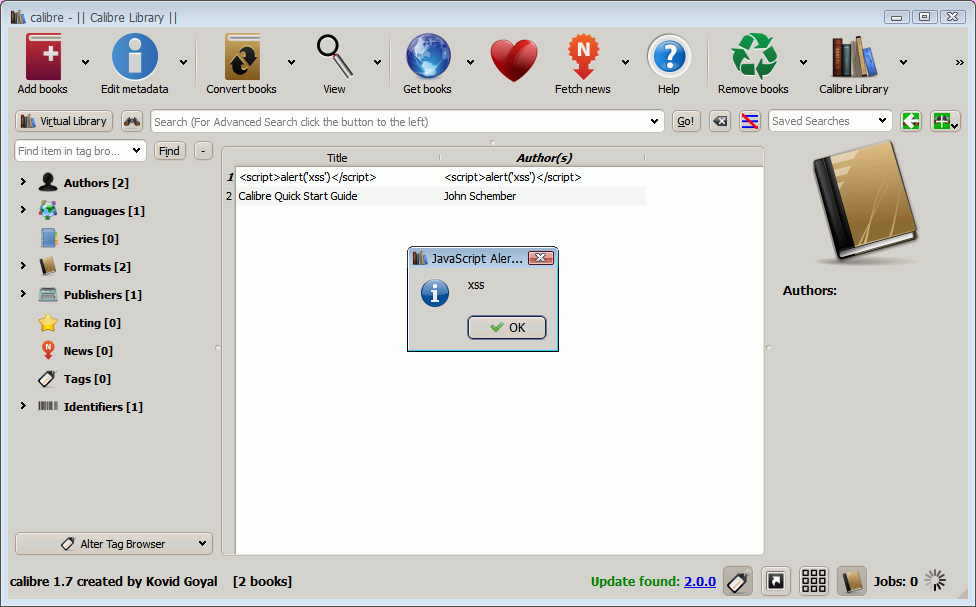 calibre - || Calibre Library ||
Add books
Edit metadata
Convert books
View
Get books
N
Fetch news
?
Help
Remove books
Calibre Library
»
Virtual Library
Search (For Advanced Search click the button to the left)
Go!
Saved Searches
Find item in tag bro...
Find
-
Title Author(s)
1 <script>alert('xss')</script> <script>alert('xss')</script>
2 Calibre Quick Start Guide John Schember
Authors [2]
Languages [1]
Series [0]
Formats [2]
Publishers [1]
Rating [0]
N News [0]
Tags [0]
Identifiers [1]
Alter Tag Browser
JavaScript Aler...
xss
OK
Authors:
calibre 1.7 created by Kovid Goyal [2 books]
Update found: 2.0.0
Jobs: 0